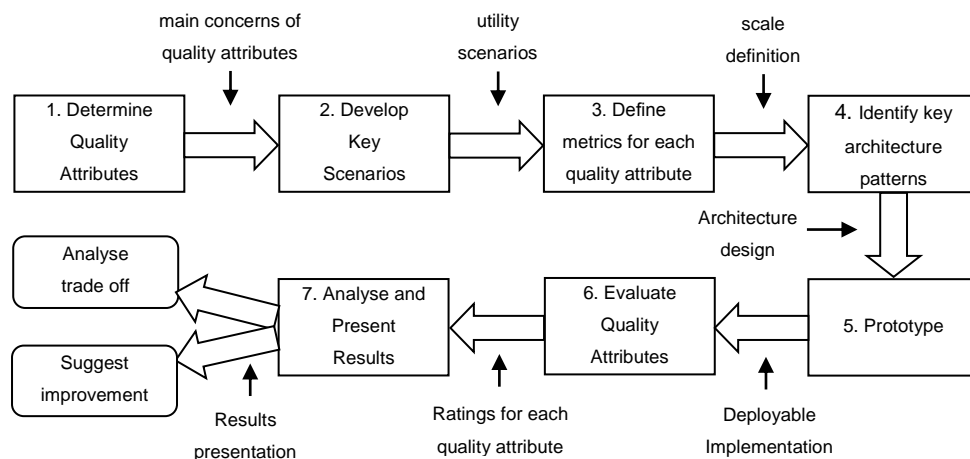 main concerns of
quality attributes
utility
scenarios
scale
definition
1. Determine
Quality
Attributes
2. Develop
Key
Scenarios
3. Define
metrics for each
quality attribute
4. Identify key
architecture
patterns
Architecture
design
Analyse
trade off
Suggest
improvement
7. Analyse and
Present
Results
6. Evaluate
Quality
Attributes
5. Prototype
Results
presentation
Ratings for each
quality attribute
Deployable
Implementation